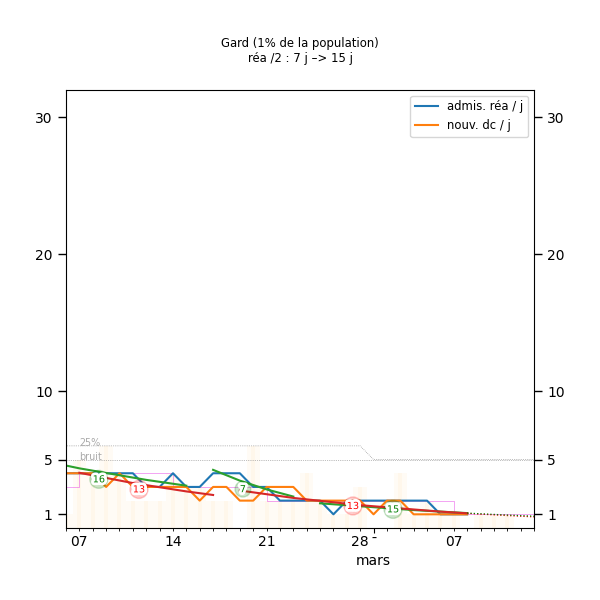 Gard (1% de la population)
réa /2 : 7 j –> 15 j
admis. réa / j
nouv. dc / j
30 30
20 20
10 10
25%
bruit
5 5
16 13 7 13 15
1 1
07 14 21 28 07
mars